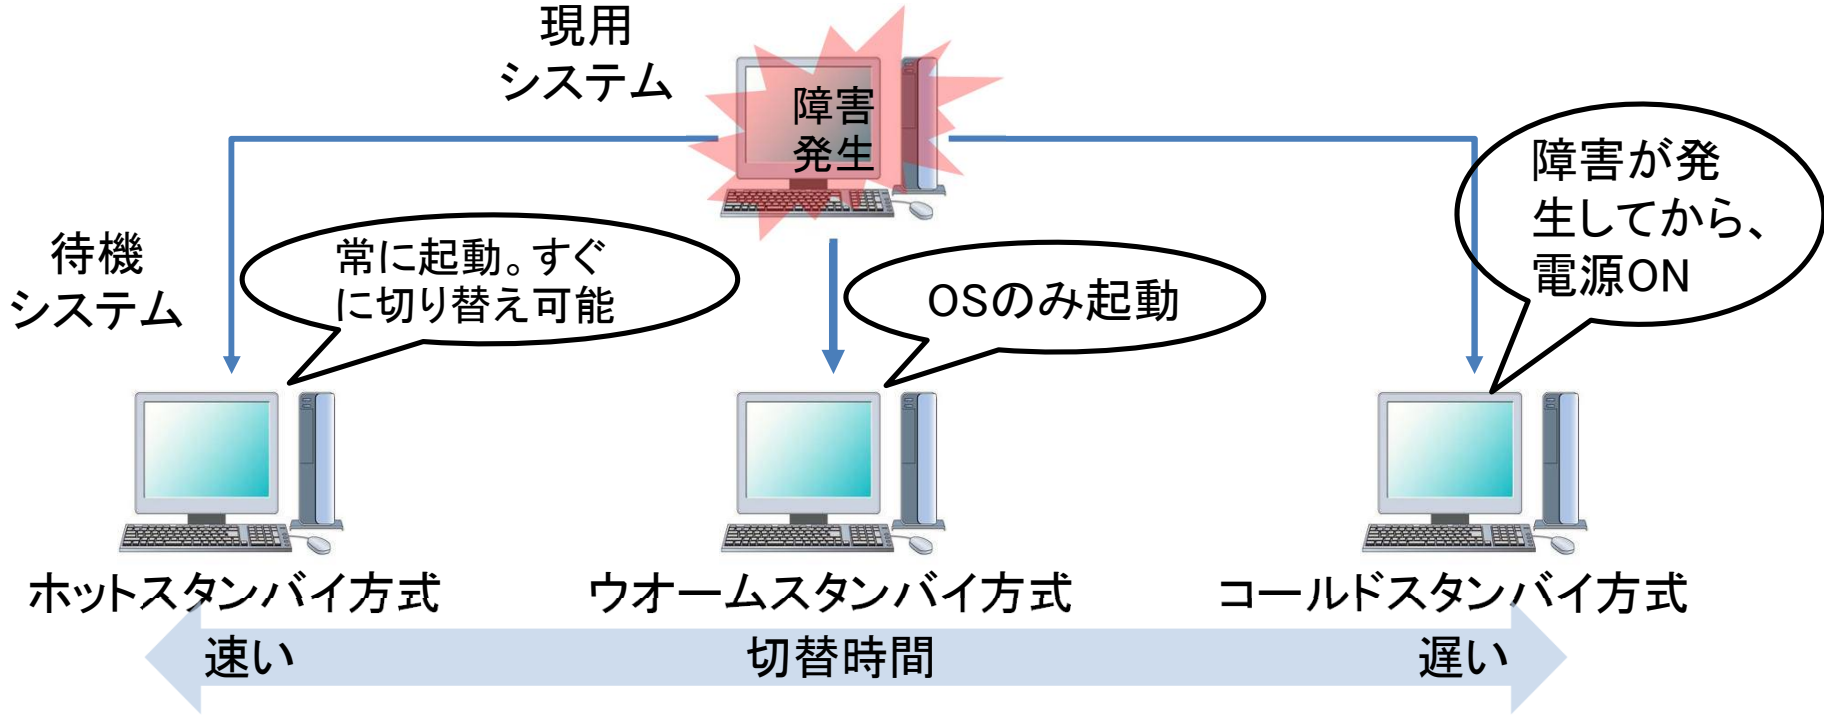 現用
システム
障害
発生
障害が発
生してから、
電源ON
待機
システム
常に起動。すぐ
に切り替え可能
OSのみ起動
ホットスタンバイ方式
ウオームスタンバイ方式
コールドスタンバイ方式
速い
切替時間
遅い